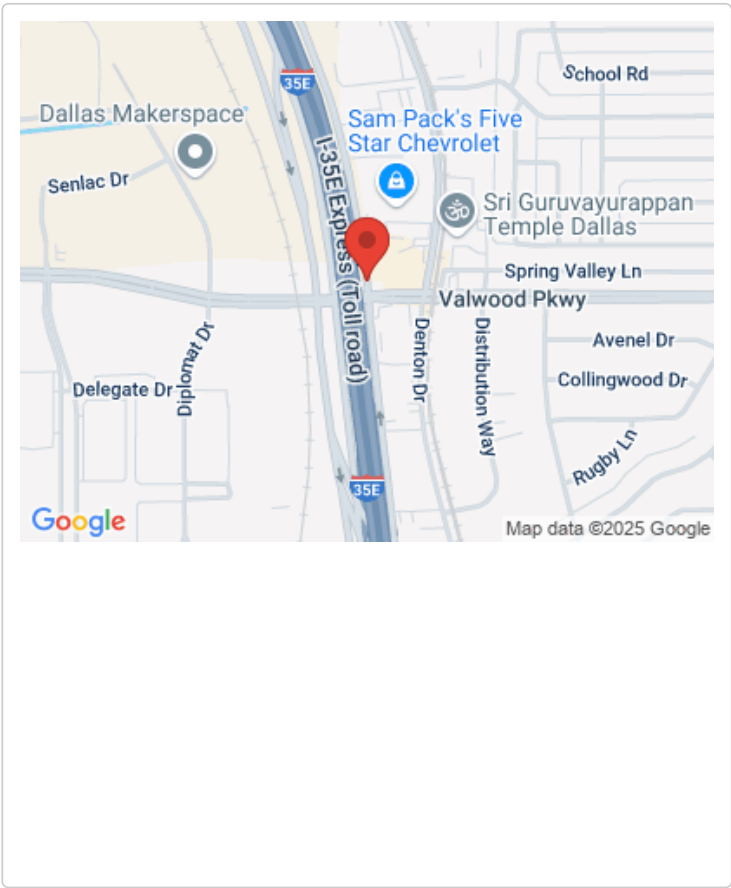 35E
School Rd
Dallas Makerspace
Sam Pack's Five
Star Chevrolet
Senlac Dr
I-35E Express (Toll road)
Sri Guruvayurappan
Temple Dallas
Spring Valley Ln
Valwood Pkwy
Diplomat Dr
Denton Dr
Distribution Way
Avenel Dr
Delegate Dr
Collingwood Dr
Rugby Ln
35E
Google
Map data ©2025 Google